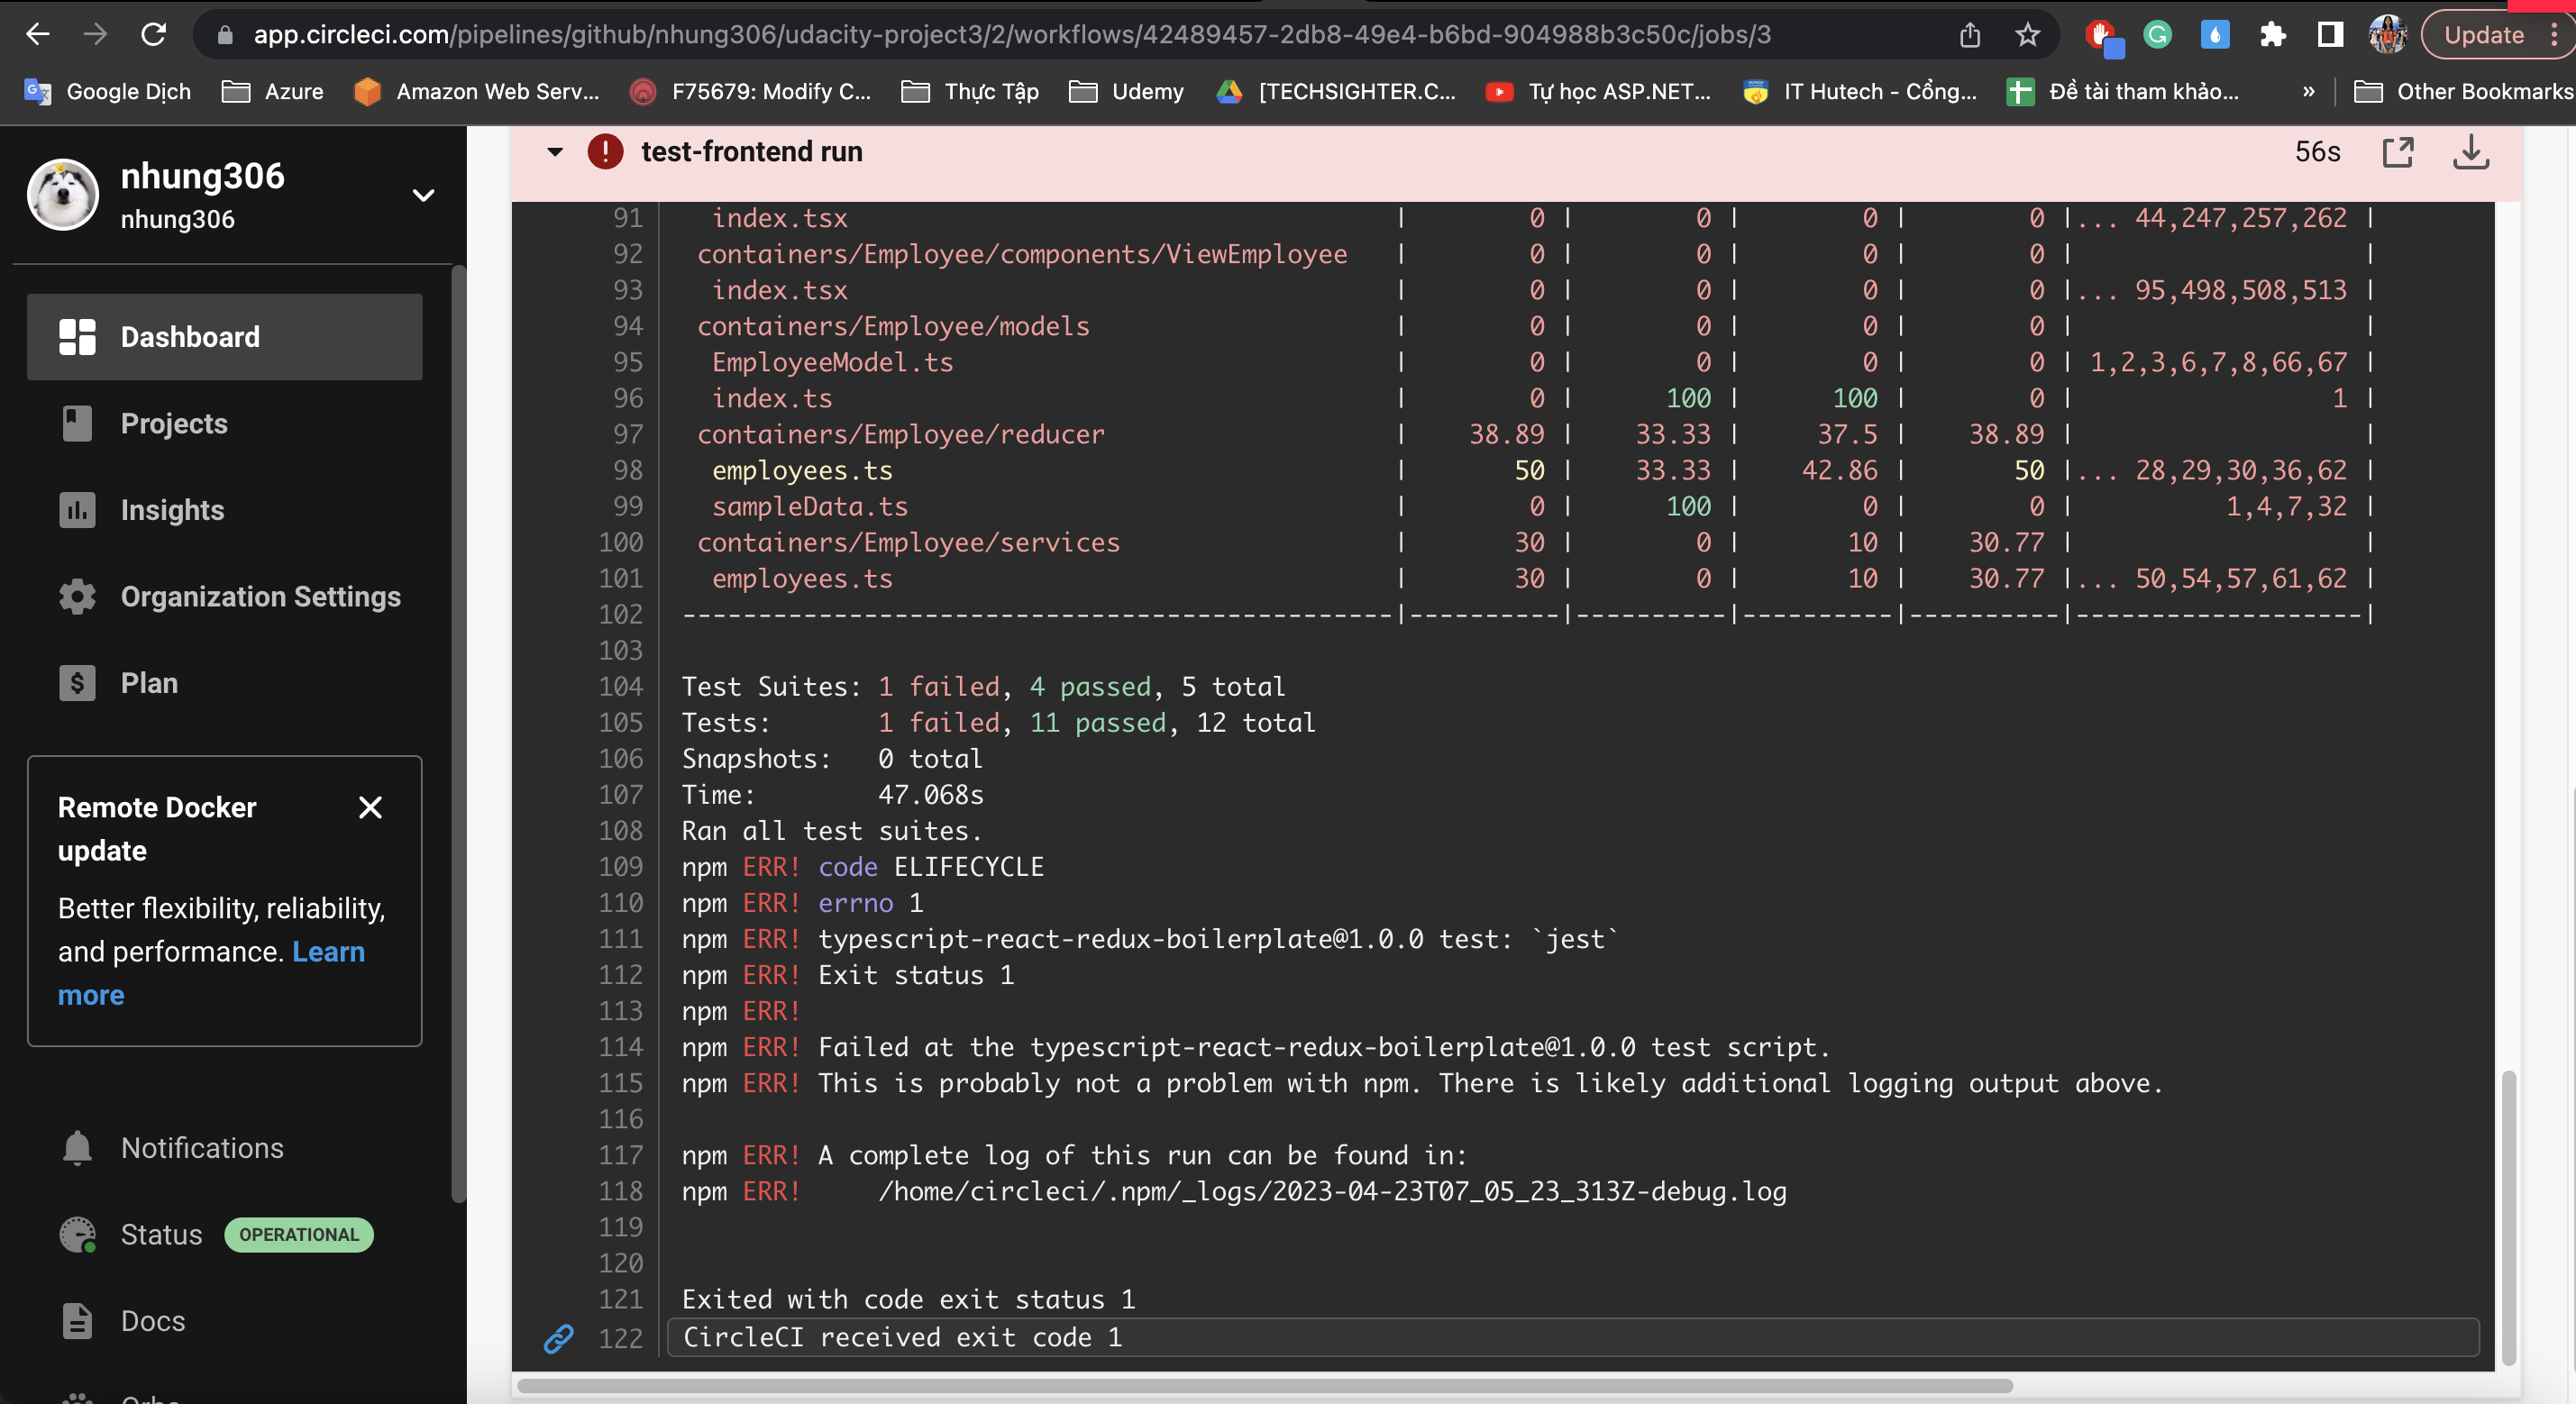 app.circleci.com/pipelines/github/nhung306/udacity-project3/2/workflows/42489457-2db8-49e4-b6bd-904988b3c50c/jobs/3
Update
Google Dịch
Azure
Amazon Web Serv...
F75679: Modify C...
Thực Tập
Udemy
[TECHSIGHTER.C...
Tự học ASP.NET...
IT Hutech - Cổng...
Đề tài tham khảo...
»
Other Bookmarks
nhung306
nhung306
Dashboard
Projects
Insights
Organization Settings
Plan
Remote Docker
update
Better flexibility, reliability,
and performance. Learn
more
Notifications
Status OPERATIONAL
Docs
test-frontend run 56s
91 index.tsx | 0 | 0 | 0 | 0 |... 44,247,257,262 |
92 containers/Employee/components/ViewEmployee | 0 | 0 | 0 | 0 | |
93 index.tsx | 0 | 0 | 0 | 0 |... 95,498,508,513 |
94 containers/Employee/models | 0 | 0 | 0 | 0 | |
95 EmployeeModel.ts | 0 | 0 | 0 | 0 | 1,2,3,6,7,8,66,67 |
96 index.ts | 0 | 100 | 100 | 0 | 1 |
97 containers/Employee/reducer | 38.89 | 33.33 | 37.5 | 38.89 | |
98 employees.ts | 50 | 33.33 | 42.86 | 50 |... 28,29,30,36,62 |
99 sampleData.ts | 0 | 100 | 0 | 0 | 1,4,7,32 |
100 containers/Employee/services | 30 | 0 | 10 | 30.77 | |
101 employees.ts | 30 | 0 | 10 | 30.77 |... 50,54,57,61,62 |
102 -----------------------------------------------|----------|----------|----------|----------|-------------------|
103
104 Test Suites: 1 failed, 4 passed, 5 total
105 Tests: 1 failed, 11 passed, 12 total
106 Snapshots: 0 total
107 Time: 47.068s
108 Ran all test suites.
109 npm ERR! code ELIFECYCLE
110 npm ERR! errno 1
111 npm ERR! typescript-react-redux-boilerplate@1.0.0 test: `jest`
112 npm ERR! Exit status 1
113 npm ERR!
114 npm ERR! Failed at the typescript-react-redux-boilerplate@1.0.0 test script.
115 npm ERR! This is probably not a problem with npm. There is likely additional logging output above.
116
117 npm ERR! A complete log of this run can be found in:
118 npm ERR! /home/circleci/.npm/_logs/2023-04-23T07_05_23_313Z-debug.log
119
120
121 Exited with code exit status 1
122 CircleCI received exit code 1